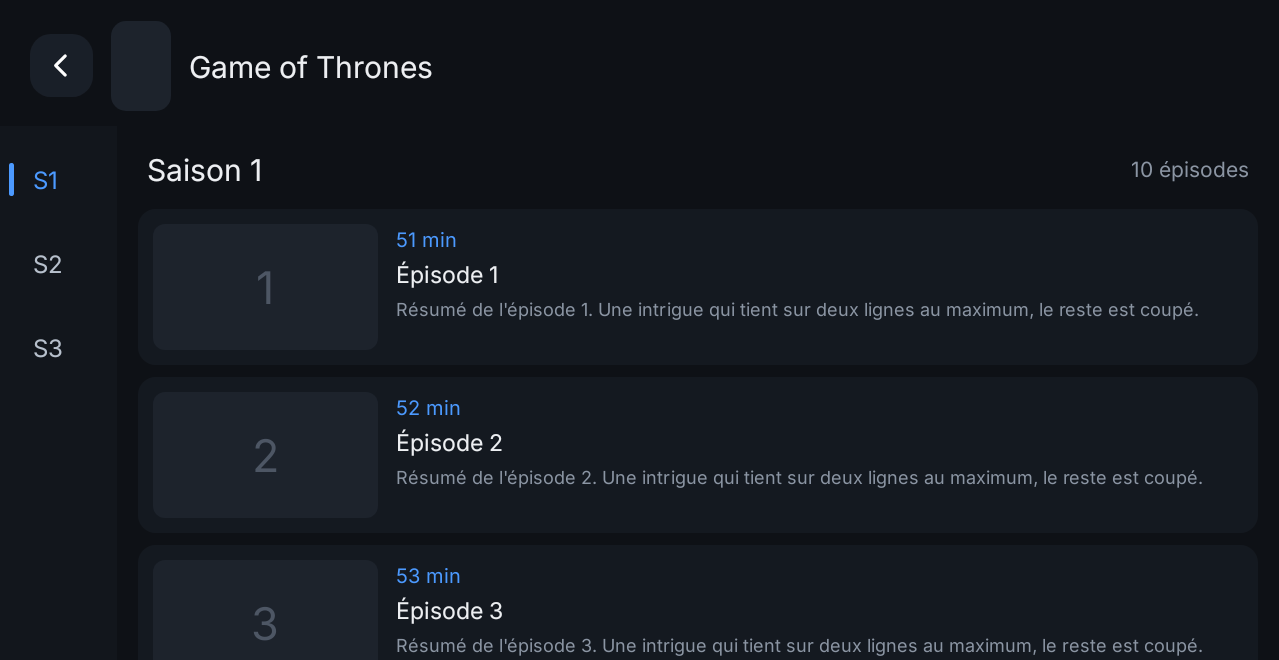 Game of Thrones
S1
S2
S3
Saison 1
10 épisodes
1
51 min
Épisode 1
Résumé de l'épisode 1. Une intrigue qui tient sur deux lignes au maximum, le reste est coupé.
2
52 min
Épisode 2
Résumé de l'épisode 2. Une intrigue qui tient sur deux lignes au maximum, le reste est coupé.
3
53 min
Épisode 3
Résumé de l'épisode 3. Une intrigue qui tient sur deux lignes au maximum, le reste est coupé.